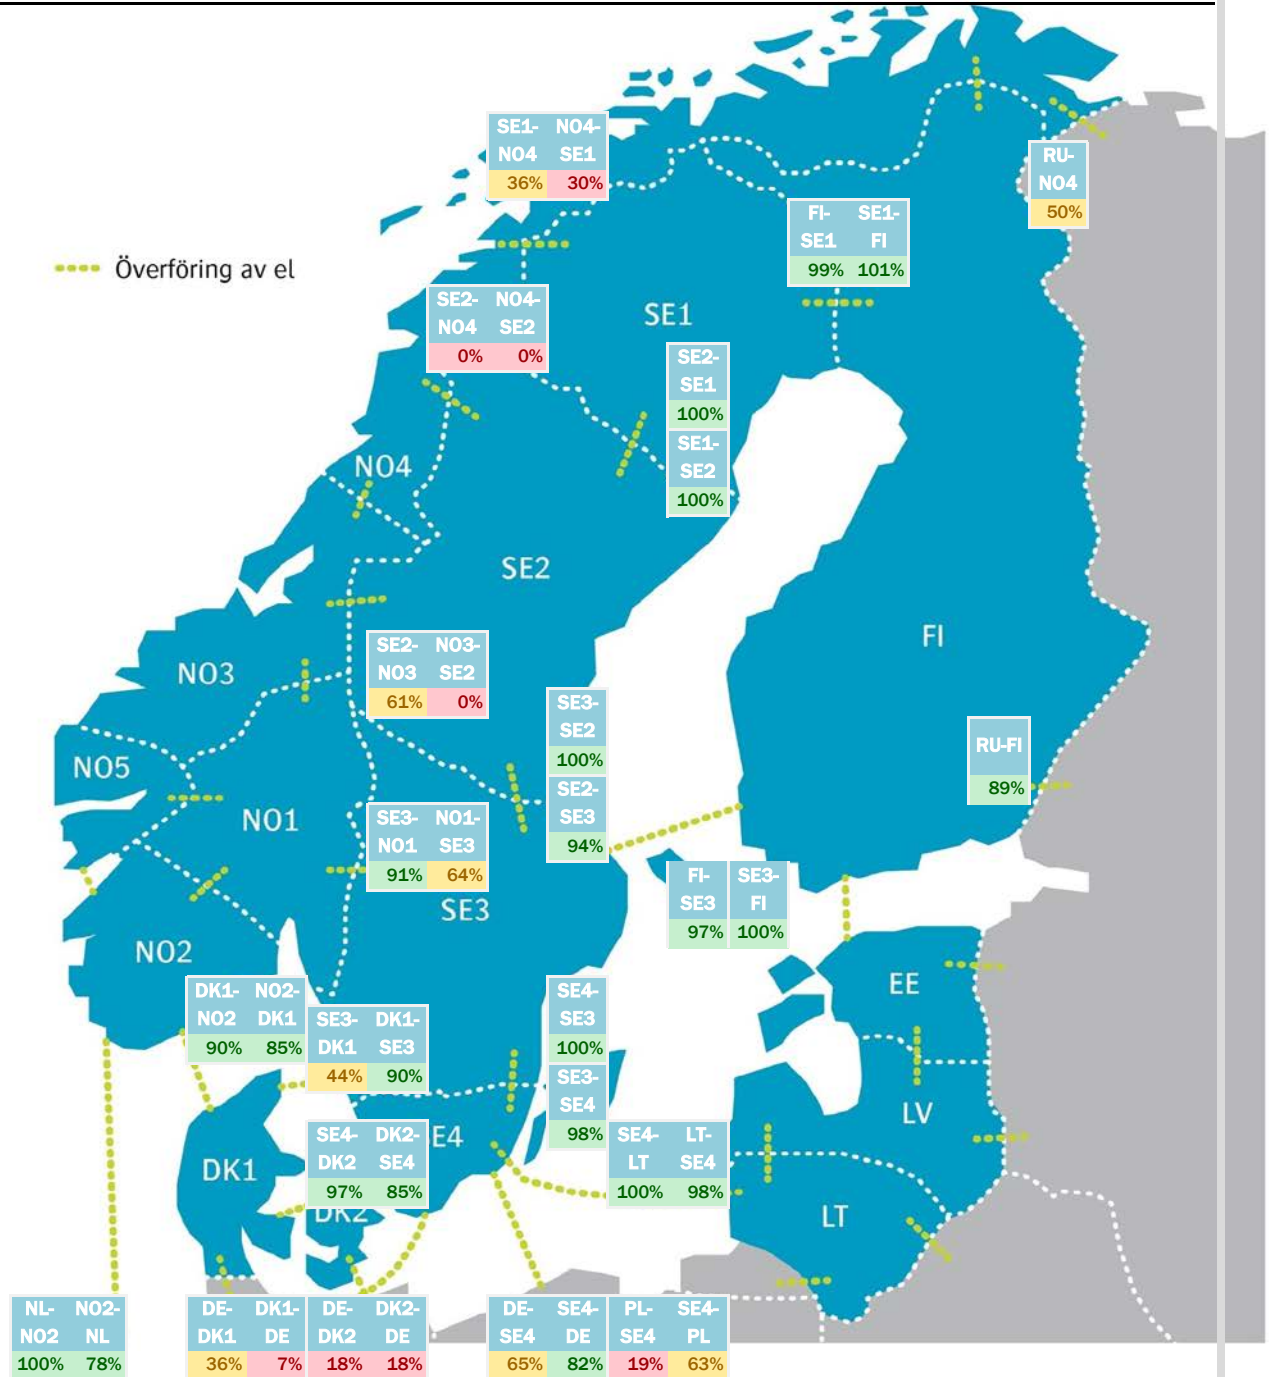 SE1- NO4-
NO4 SE1
36% 30%
RU-
NO4
50%
FI- SE1-
SE1 FI
99% 101%
Överföring av el
SE2- NO4-
NO4 SE2
0% 0%
SE1
SE2-
SE1
100%
SE1-
SE2
100%
NO4
SE2
FI
SE2- NO3-
NO3 SE2
61% 0%
NO3
SE3-
SE2
100%
SE2-
SE3
94%
RU-FI
89%
NO5
NO1
SE3- NO1-
NO1 SE3
91% 64%
SE3
FI- SE3-
SE3 FI
97% 100%
NO2
EE
DK1- NO2-
NO2 DK1
90% 85%
SE3- DK1-
DK1 SE3
44% 90%
SE4-
SE3
100%
SE3-
SE4
98%
LV
SE4- DK2-
DK2 SE4
97% 85%
E4
SE4- LT-
LT SE4
100% 98%
DK1
DK2
LT
NL- NO2-
NO2 NL
100% 78%
DE- DK1-
DK1 DE
36% 7%
DE- DK2-
DK2 DE
18% 18%
DE- SE4-
SE4 DE
65% 82%
PL- SE4-
SE4 PL
19% 63%